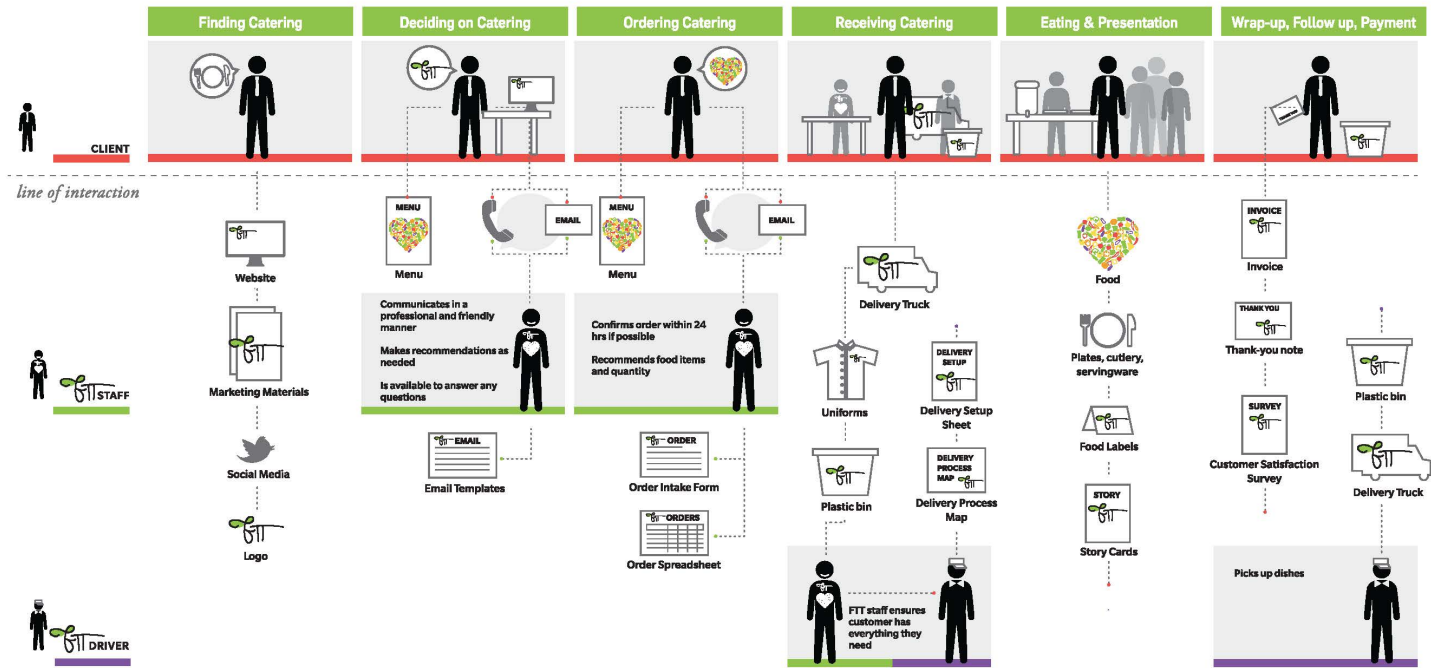 Finding Catering
Deciding on Catering
Ordering Catering
Receiving Catering
Eating & Presentation
Wrap-up, Follow up, Payment
THANK YOU
CLIENT
line of interaction
MENU
Menu
EMAIL
MENU
Menu
EMAIL
Website
Marketing Materials
Social Media
Logo
Communicates in a
professional and friendly
manner
Makes recommendations as
needed
Is available to answer any
questions
EMAIL
Email Templates
Confirms order within 24
hrs if possible
Recommends food items
and quantity
ORDER
Order Intake Form
ORDERS
Order Spreadsheet
Delivery Truck
Uniforms
Plastic bin
DELIVERY
SETUP
Delivery Setup
Sheet
DELIVERY
PROCESS
MAP
Delivery Process
Map
FTT staff ensures
customer has
everything they
need
Food
Plates, cutlery,
servingware
Food Labels
STORY
Story Cards
INVOICE
Invoice
THANK YOU
Thank-you note
SURVEY
Customer Satisfaction
Survey
Plastic bin
Delivery Truck
Picks up dishes
FTT STAFF
FTT DRIVER